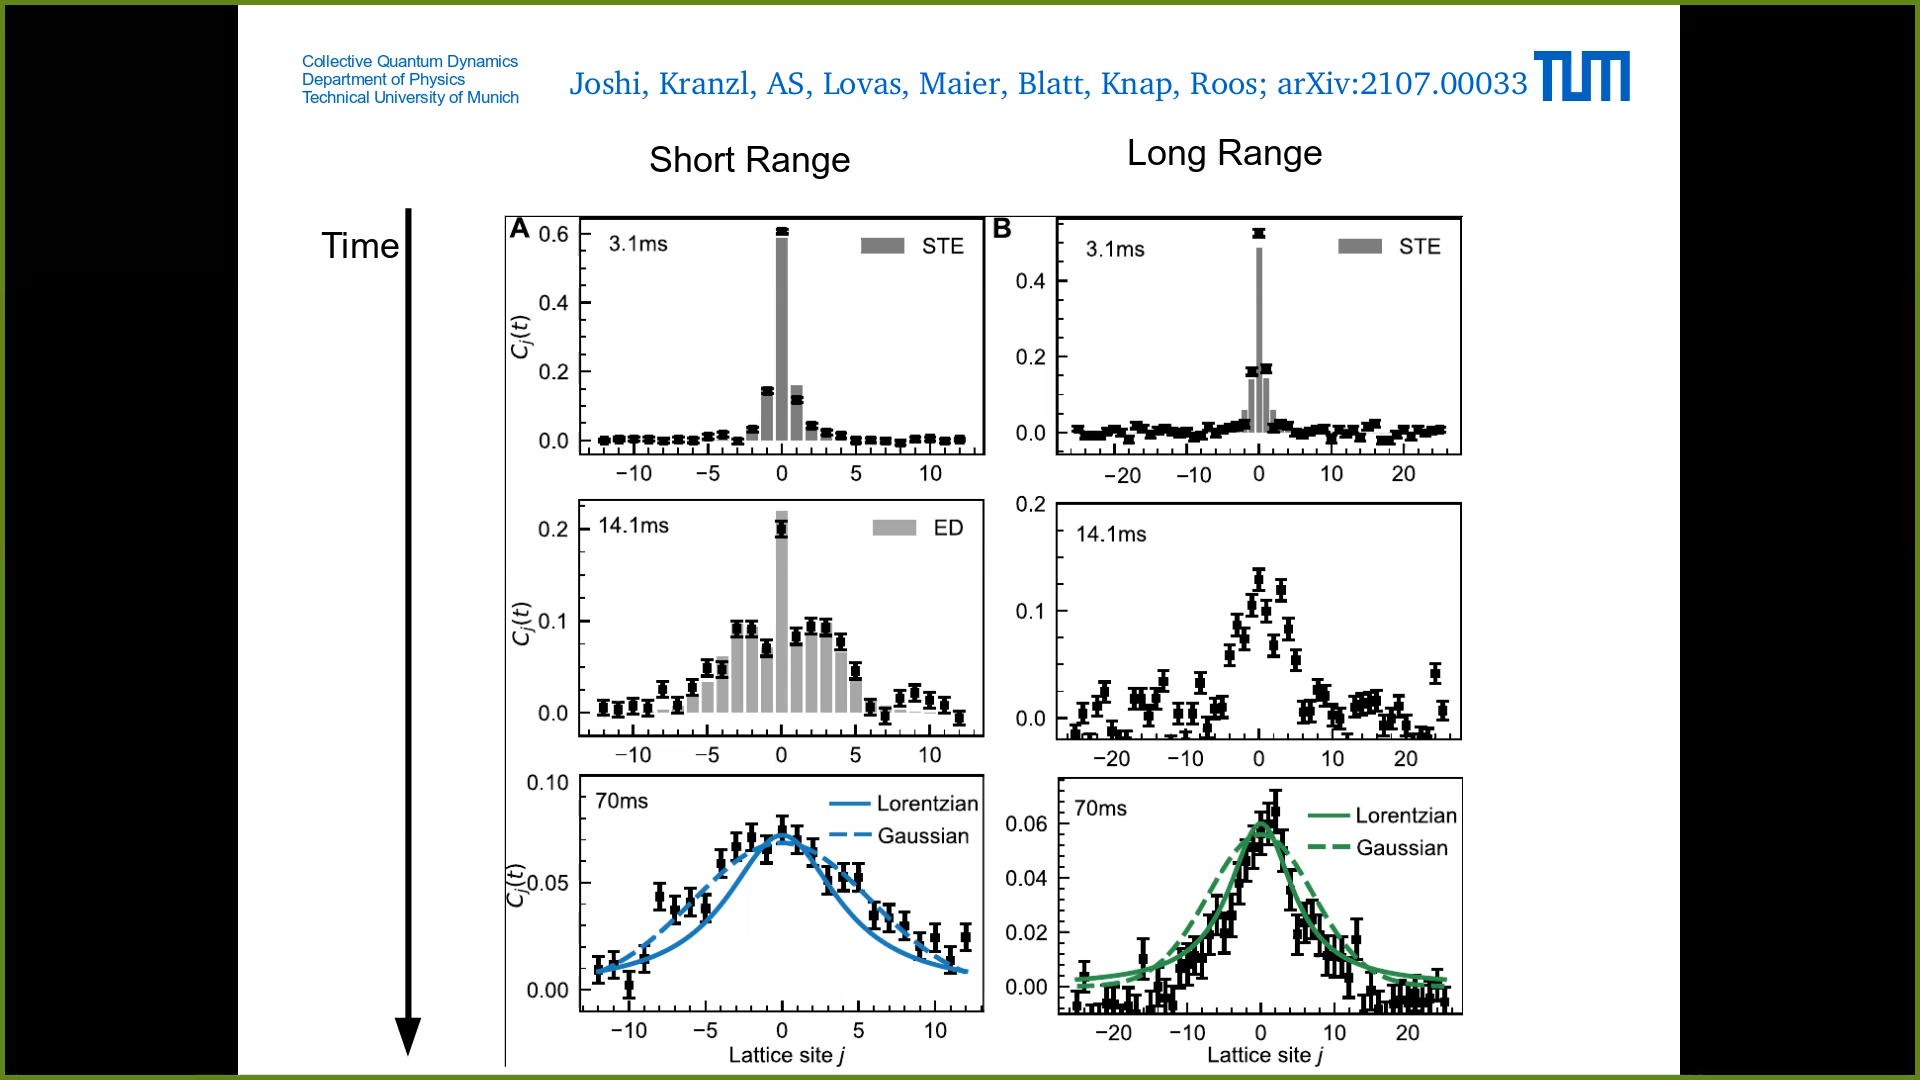 Collective Quantum Dynamics
Department of Physics
Technical University of Munich
Joshi, Kranzl, AS, Lovas, Maier, Blatt, Knap, Roos; arXiv:2107.00033
TUM
Short Range
Long Range
Time
A
3.1ms
STE
C_j(t)
0.6
0.4
0.2
0.0
−10 −5 0 5 10
B
3.1ms
STE
0.4
0.2
0.0
−20 −10 0 10 20
14.1ms
ED
C_j(t)
0.2
0.1
0.0
−10 −5 0 5 10
14.1ms
0.2
0.1
0.0
−20 −10 0 10 20
70ms
Lorentzian
Gaussian
C_j(t)
0.10
0.05
0.00
−10 −5 0 5 10
Lattice site j
70ms
Lorentzian
Gaussian
0.06
0.04
0.02
0.00
−20 −10 0 10 20
Lattice site j